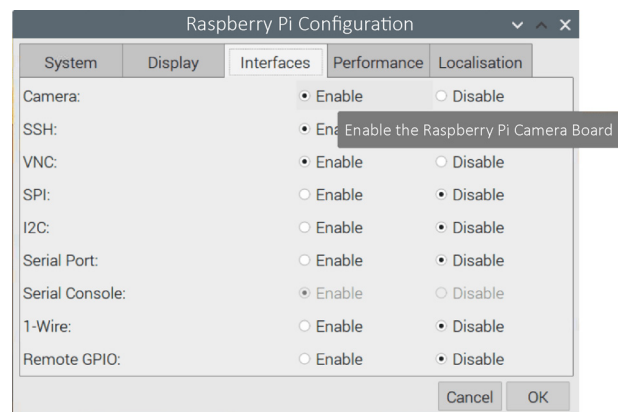 Raspberry Pi Configuration
System Display Interfaces Performance Localisation
Camera: Enable Disable
SSH: Ena Enable the Raspberry Pi Camera Board
VNC: Enable Disable
SPI: Enable Disable
I2C: Enable Disable
Serial Port: Enable Disable
Serial Console: Enable Disable
1-Wire: Enable Disable
Remote GPIO: Enable Disable
Cancel OK